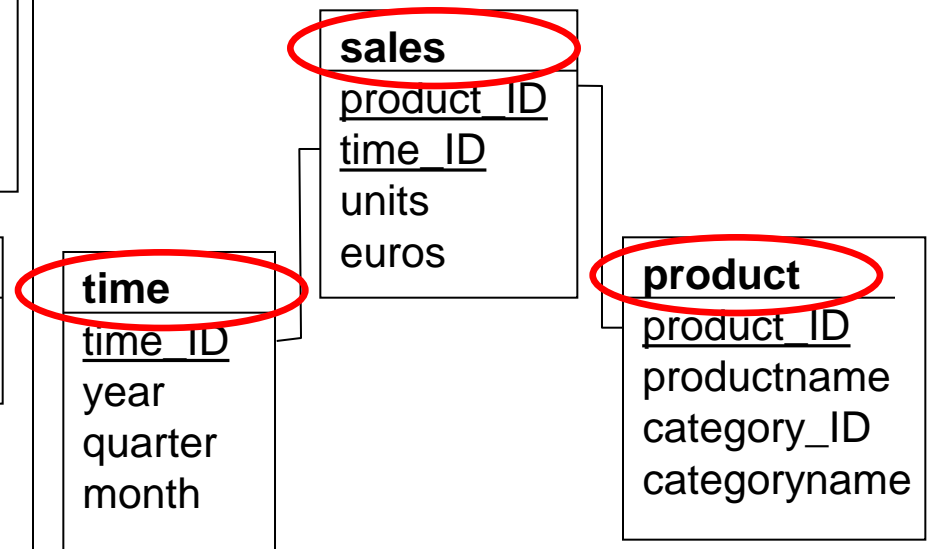 sales
product_ID
time_ID
units
euros
time
time_ID
year
quarter
month
product
product_ID
productname
category_ID
categoryname